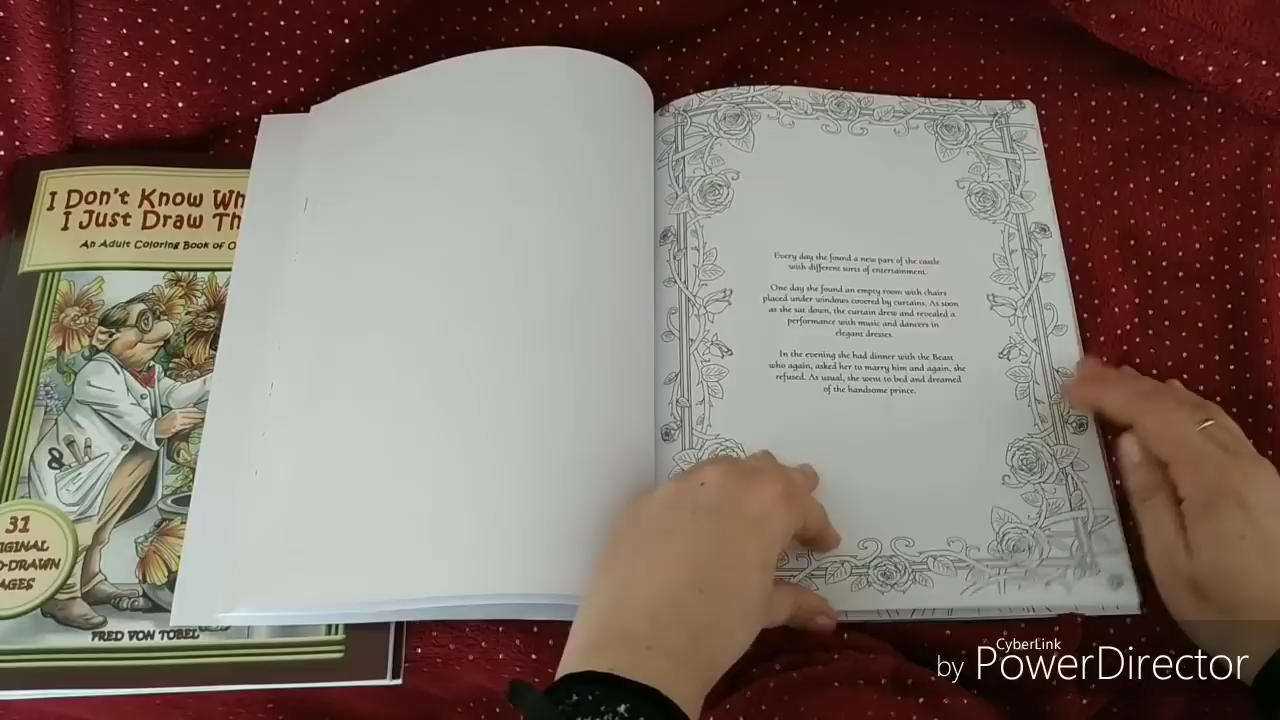 I Don't Know Wh
I Just Draw Th
An Adult Coloring Book of O
31
IGINAL
D-DRAWN
AGES
FRED VON TOBEL
Every day she found a new part of the castle
with different sorts of entertainment.
One day she found an empty room with chairs
placed under windows covered by curtains. As soon
as she sat down, the curtain drew and revealed a
performance with music and dancers in
elegant dresses.
In the evening she had dinner with the Beast
who again, asked her to marry him and again, she
refused. As usual, she went to bed and dreamed
of the handsome prince.
CyberLink
by PowerDirector